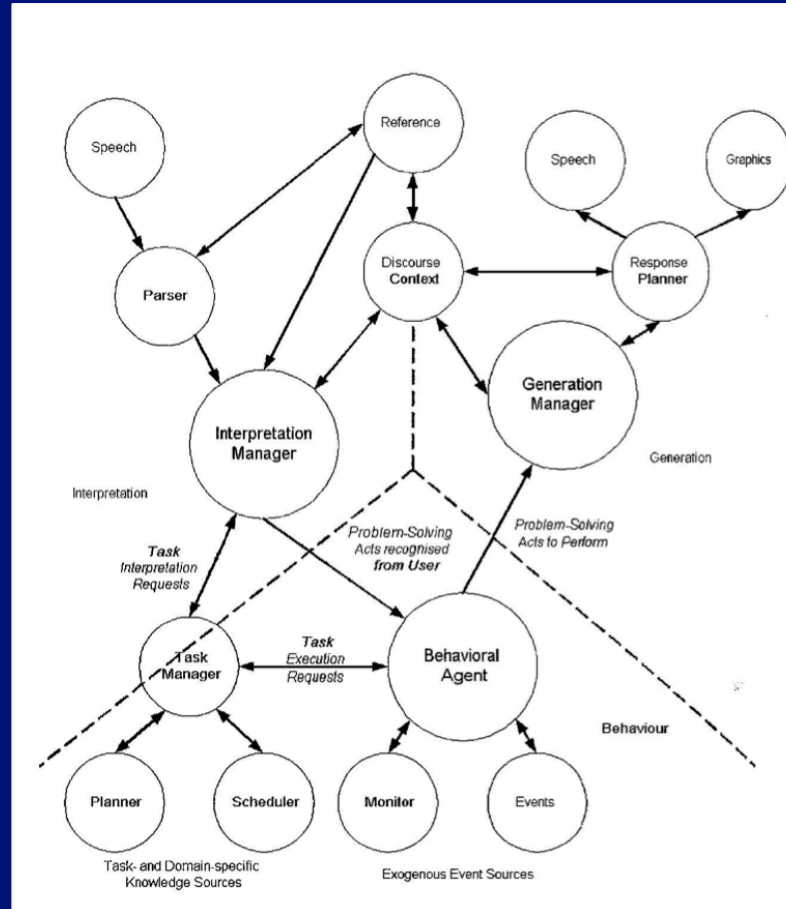 Reference
Speech
Speech
Graphics
Discourse
Context
Response
Planner
Parser
Generation
Manager
Interpretation
Manager
Generation
Interpretation
Problem-Solving
Acts recognised
from User
Problem-Solving
Acts to Perform
Task
Interpretation
Requests
Task
Manager
Task
Execution
Requests
Behavioral
Agent
Behaviour
Planner
Scheduler
Monitor
Events
Task- and Domain-specific
Knowledge Sources
Exogenous Event Sources